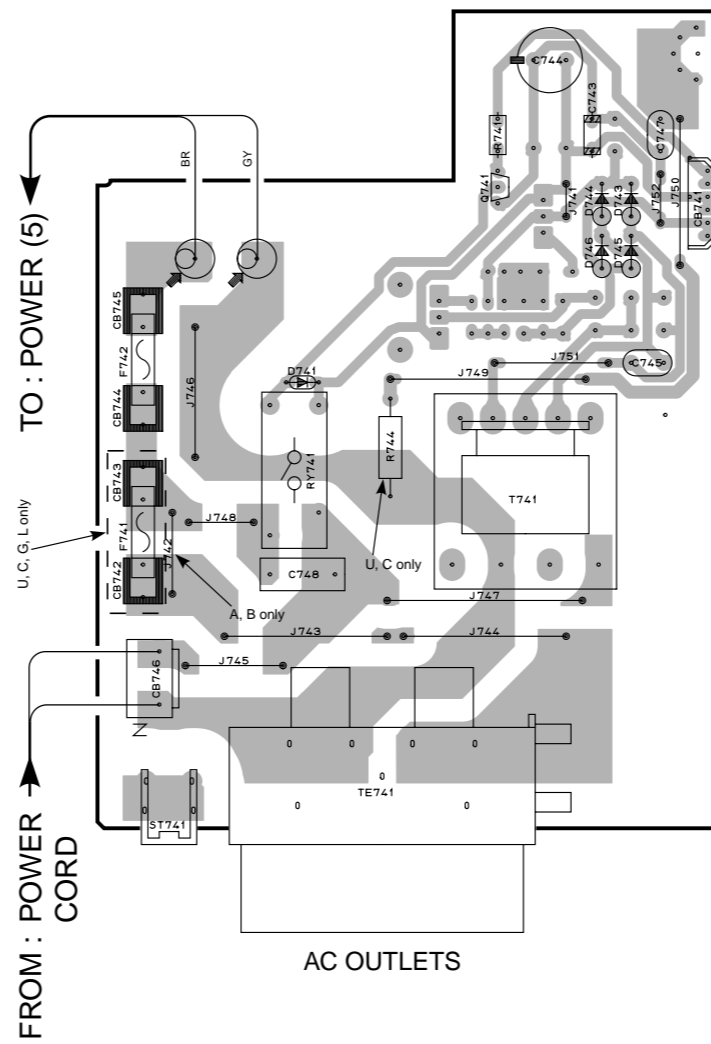 C744
C743
R741
C747
Q741
J741
D744
D743
J752
J750
CB741
D746
D745
BR
GY
TO : POWER (5)
CB745
F742
CB744
J746
D741
J751
C745
J749
CB743
F741
CB742
U, C, G, L only
J742
J748
RY741
R744
T741
U, C only
C748
A, B only
J747
J743
J744
J745
CB746
N
TE741
ST741
FROM : POWER
CORD
AC OUTLETS